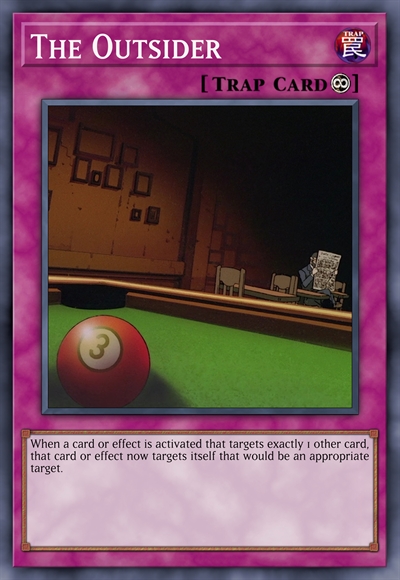 The Outsider
TRAP
罠
[Trap Card]
3
When a card or effect is activated that targets exactly 1 other card,
that card or effect now targets itself that would be an appropriate
target.